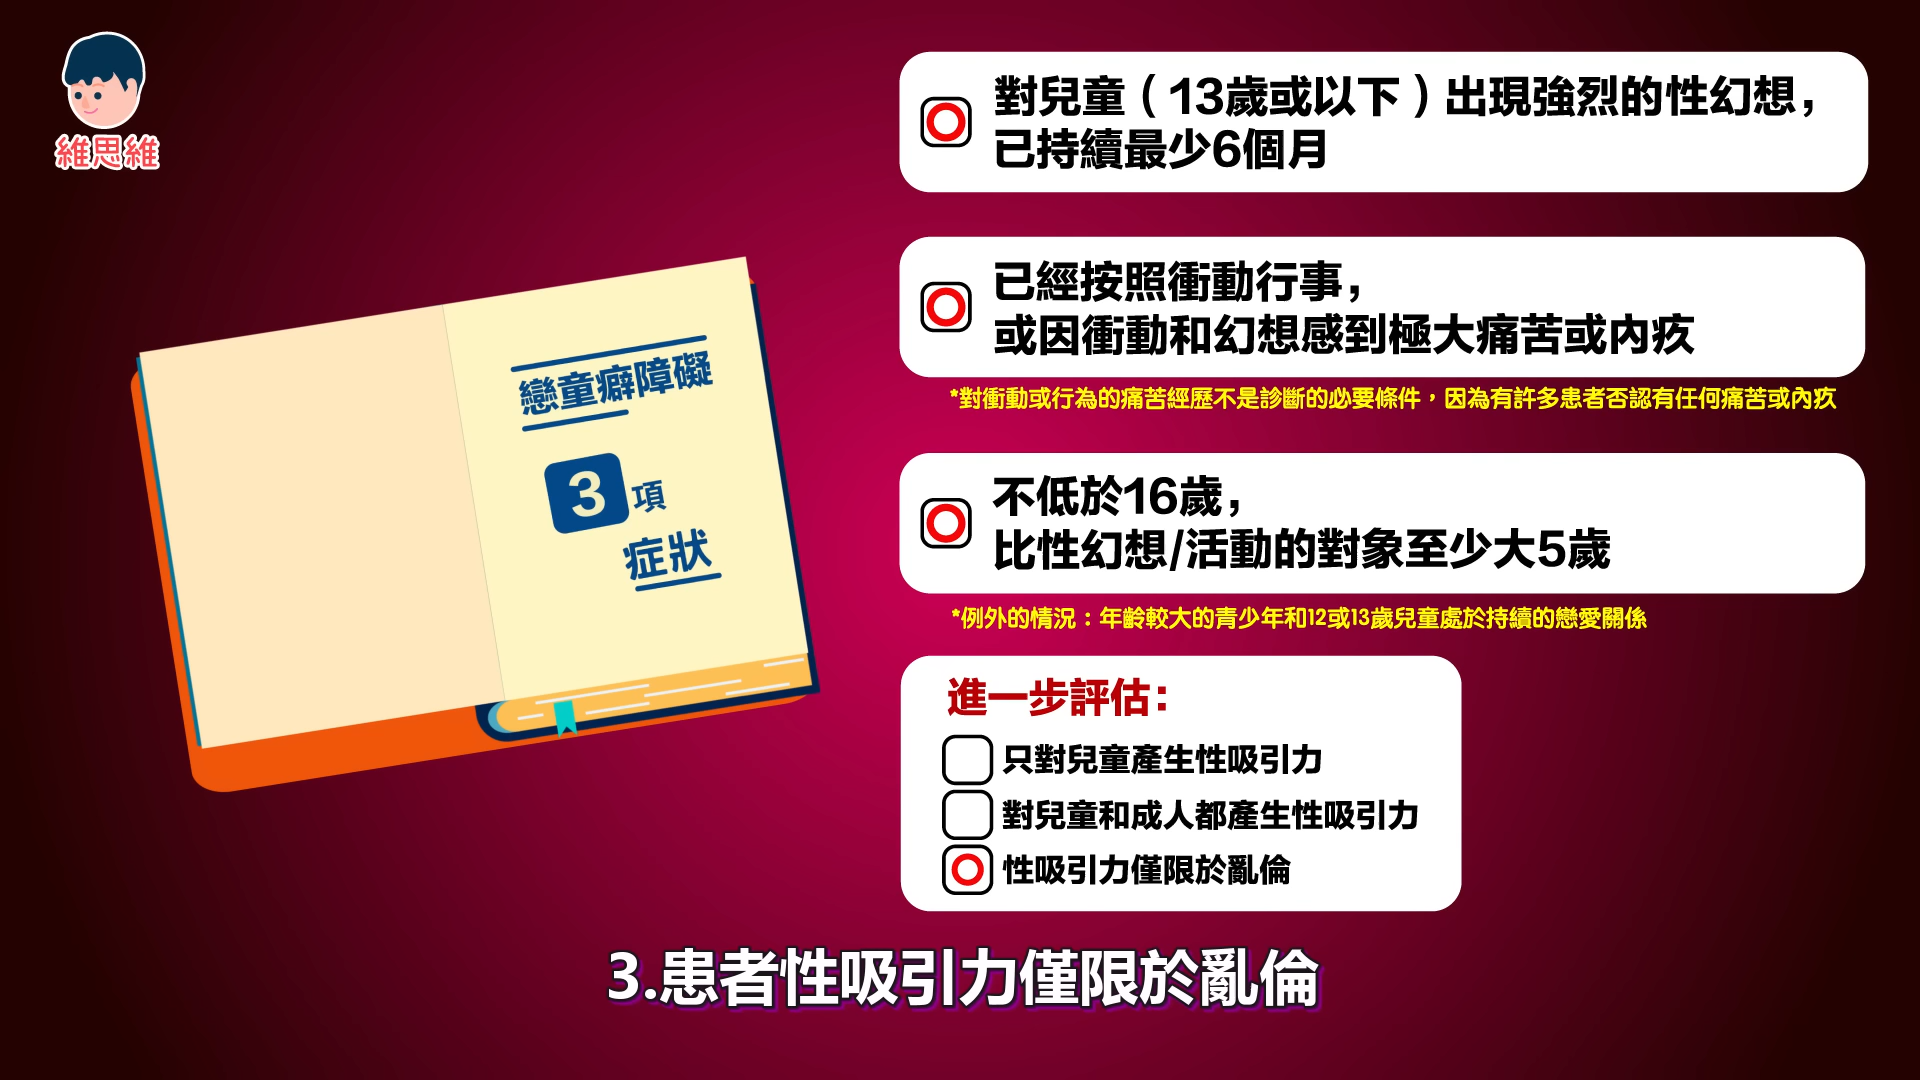 維思維
戀童癖障礙
3項
症狀
對兒童（13歲或以下）出現強烈的性幻想，
已持續最少6個月
已經按照衝動行事，
或因衝動和幻想感到極大痛苦或內疚
*對衝動或行為的痛苦經歷不是診斷的必要條件，因為有許多患者否認有任何痛苦或內疚
不低於16歲，
比性幻想/活動的對象至少大5歲
*例外的情況：年齡較大的青少年和12或13歲兒童處於持續的戀愛關係
進一步評估：
只對兒童產生性吸引力
對兒童和成人都產生性吸引力
性吸引力僅限於亂倫
3.患者性吸引力僅限於亂倫